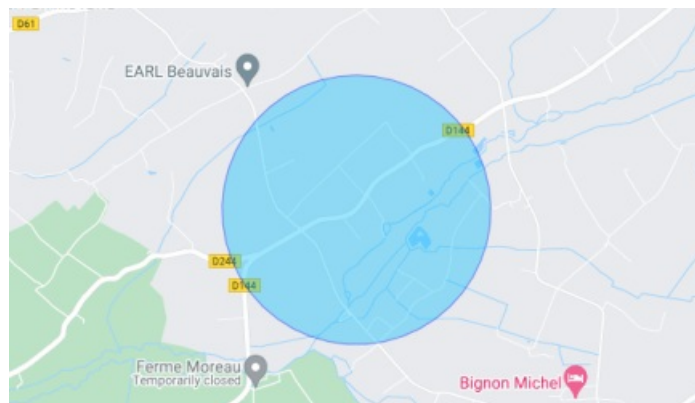 D61
EARL Beauvais
D144
D244
D144
Ferme Moreau
Temporarily closed
Bignon Michel